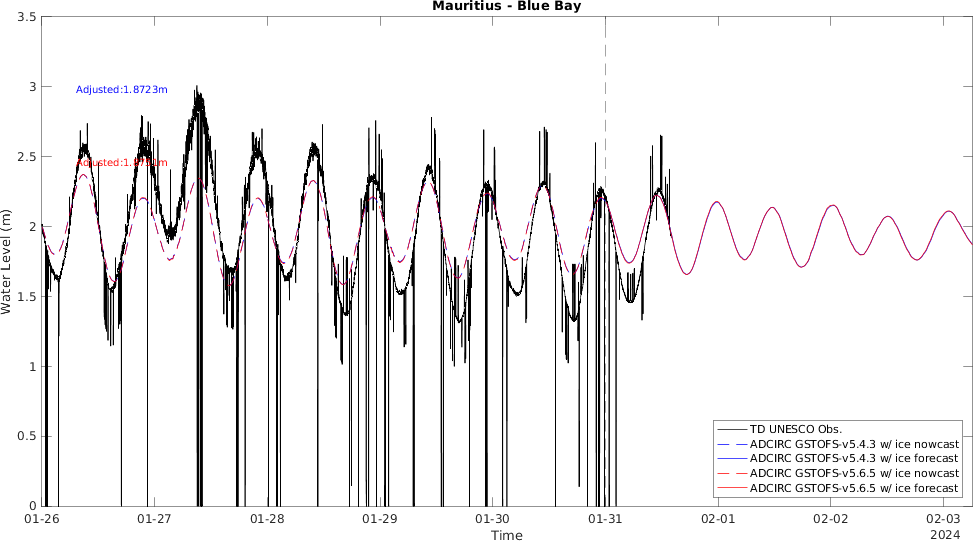 Mauritius - Blue Bay
3.5
3
2.5
2
1.5
1
0.5
0
Water Level (m)
Adjusted:1.8723m
TD UNESCO Obs.
ADCIRC GSTOFS-v5.4.3 w/ ice nowcast
ADCIRC GSTOFS-v5.4.3 w/ ice forecast
ADCIRC GSTOFS-v5.6.5 w/ ice nowcast
ADCIRC GSTOFS-v5.6.5 w/ ice forecast
01-26
01-27
01-28
01-29
01-30
01-31
02-01
02-02
02-03
Time
2024